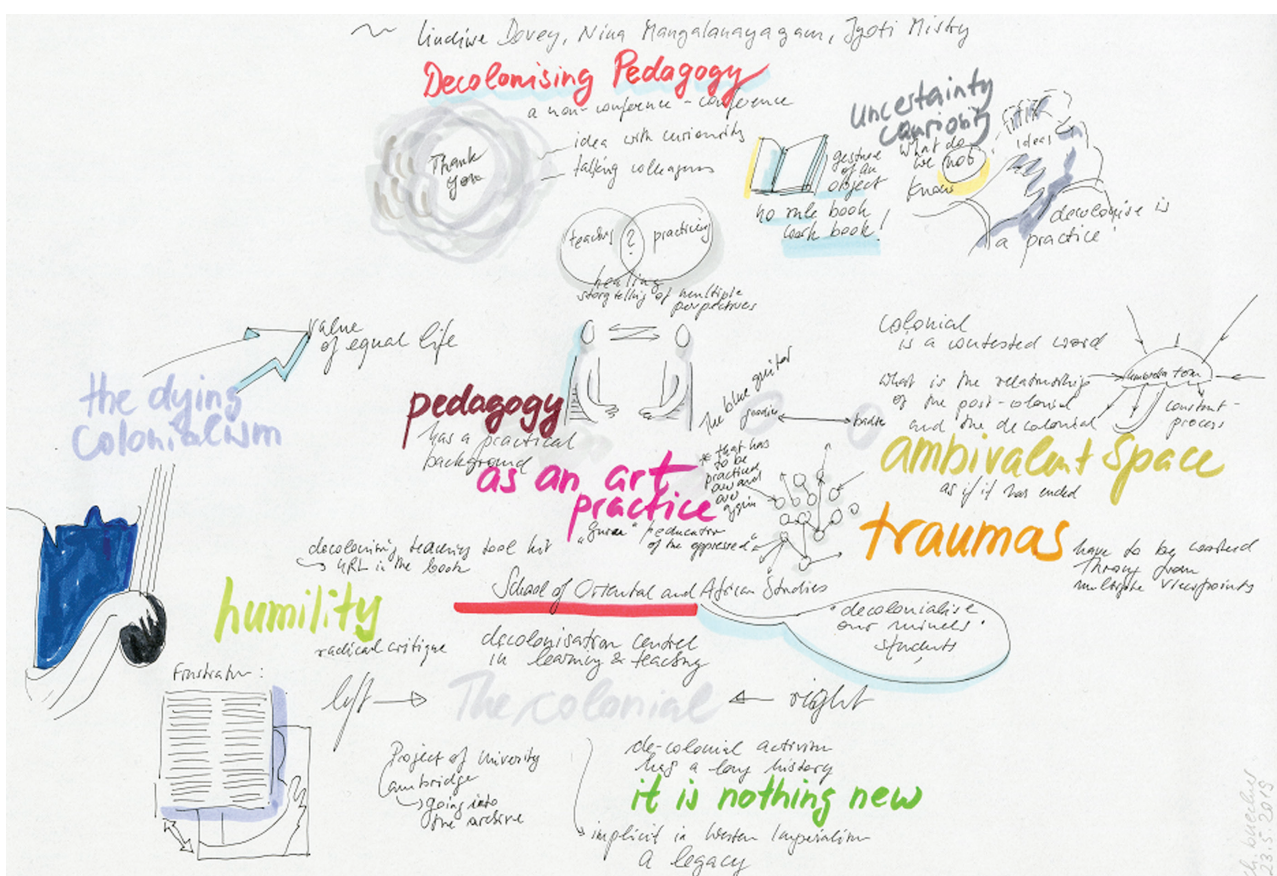 Lindiwe Dovey, Nina Mangalanayagam, Jyoti Mistry
Decolonising Pedagogy
a non-conference-conference
Thank
you
idea with curiosity
talking colleagues
gesture
of an
object
no rule book
work book!
uncertainty
curiosity
what do
we not
know
ideas
decolonise is
a practice
teaching
?
practicing
healing
storytelling of multiple
perspectives
value
of equal life
the dying
colonialism
pedagogy
has a practical
background
as an art
practice
The blue guitar
* that has
to be
practiced
over and
over
again
of the oppressed"
colonial
is a contested word
what is the relationship
of the post-colonial
and the decolonial
umbrella term
constant
process
ambivalent space
as if it has ended
traumas
have to be worked
through from
multiple viewpoints
decolonising teaching tool kit
URL in the book
humility
radical critique
School of Oriental and African Studies
decolonisation
in learning & teaching
"decolonialise
our minds"
students
Frustration:
left
The colonial
right
Project of University
Cambridge
going into
the archive
de-colonial activism
has a long history
it is nothing new
implicit in Western Imperialism
a legacy
23.5.2019